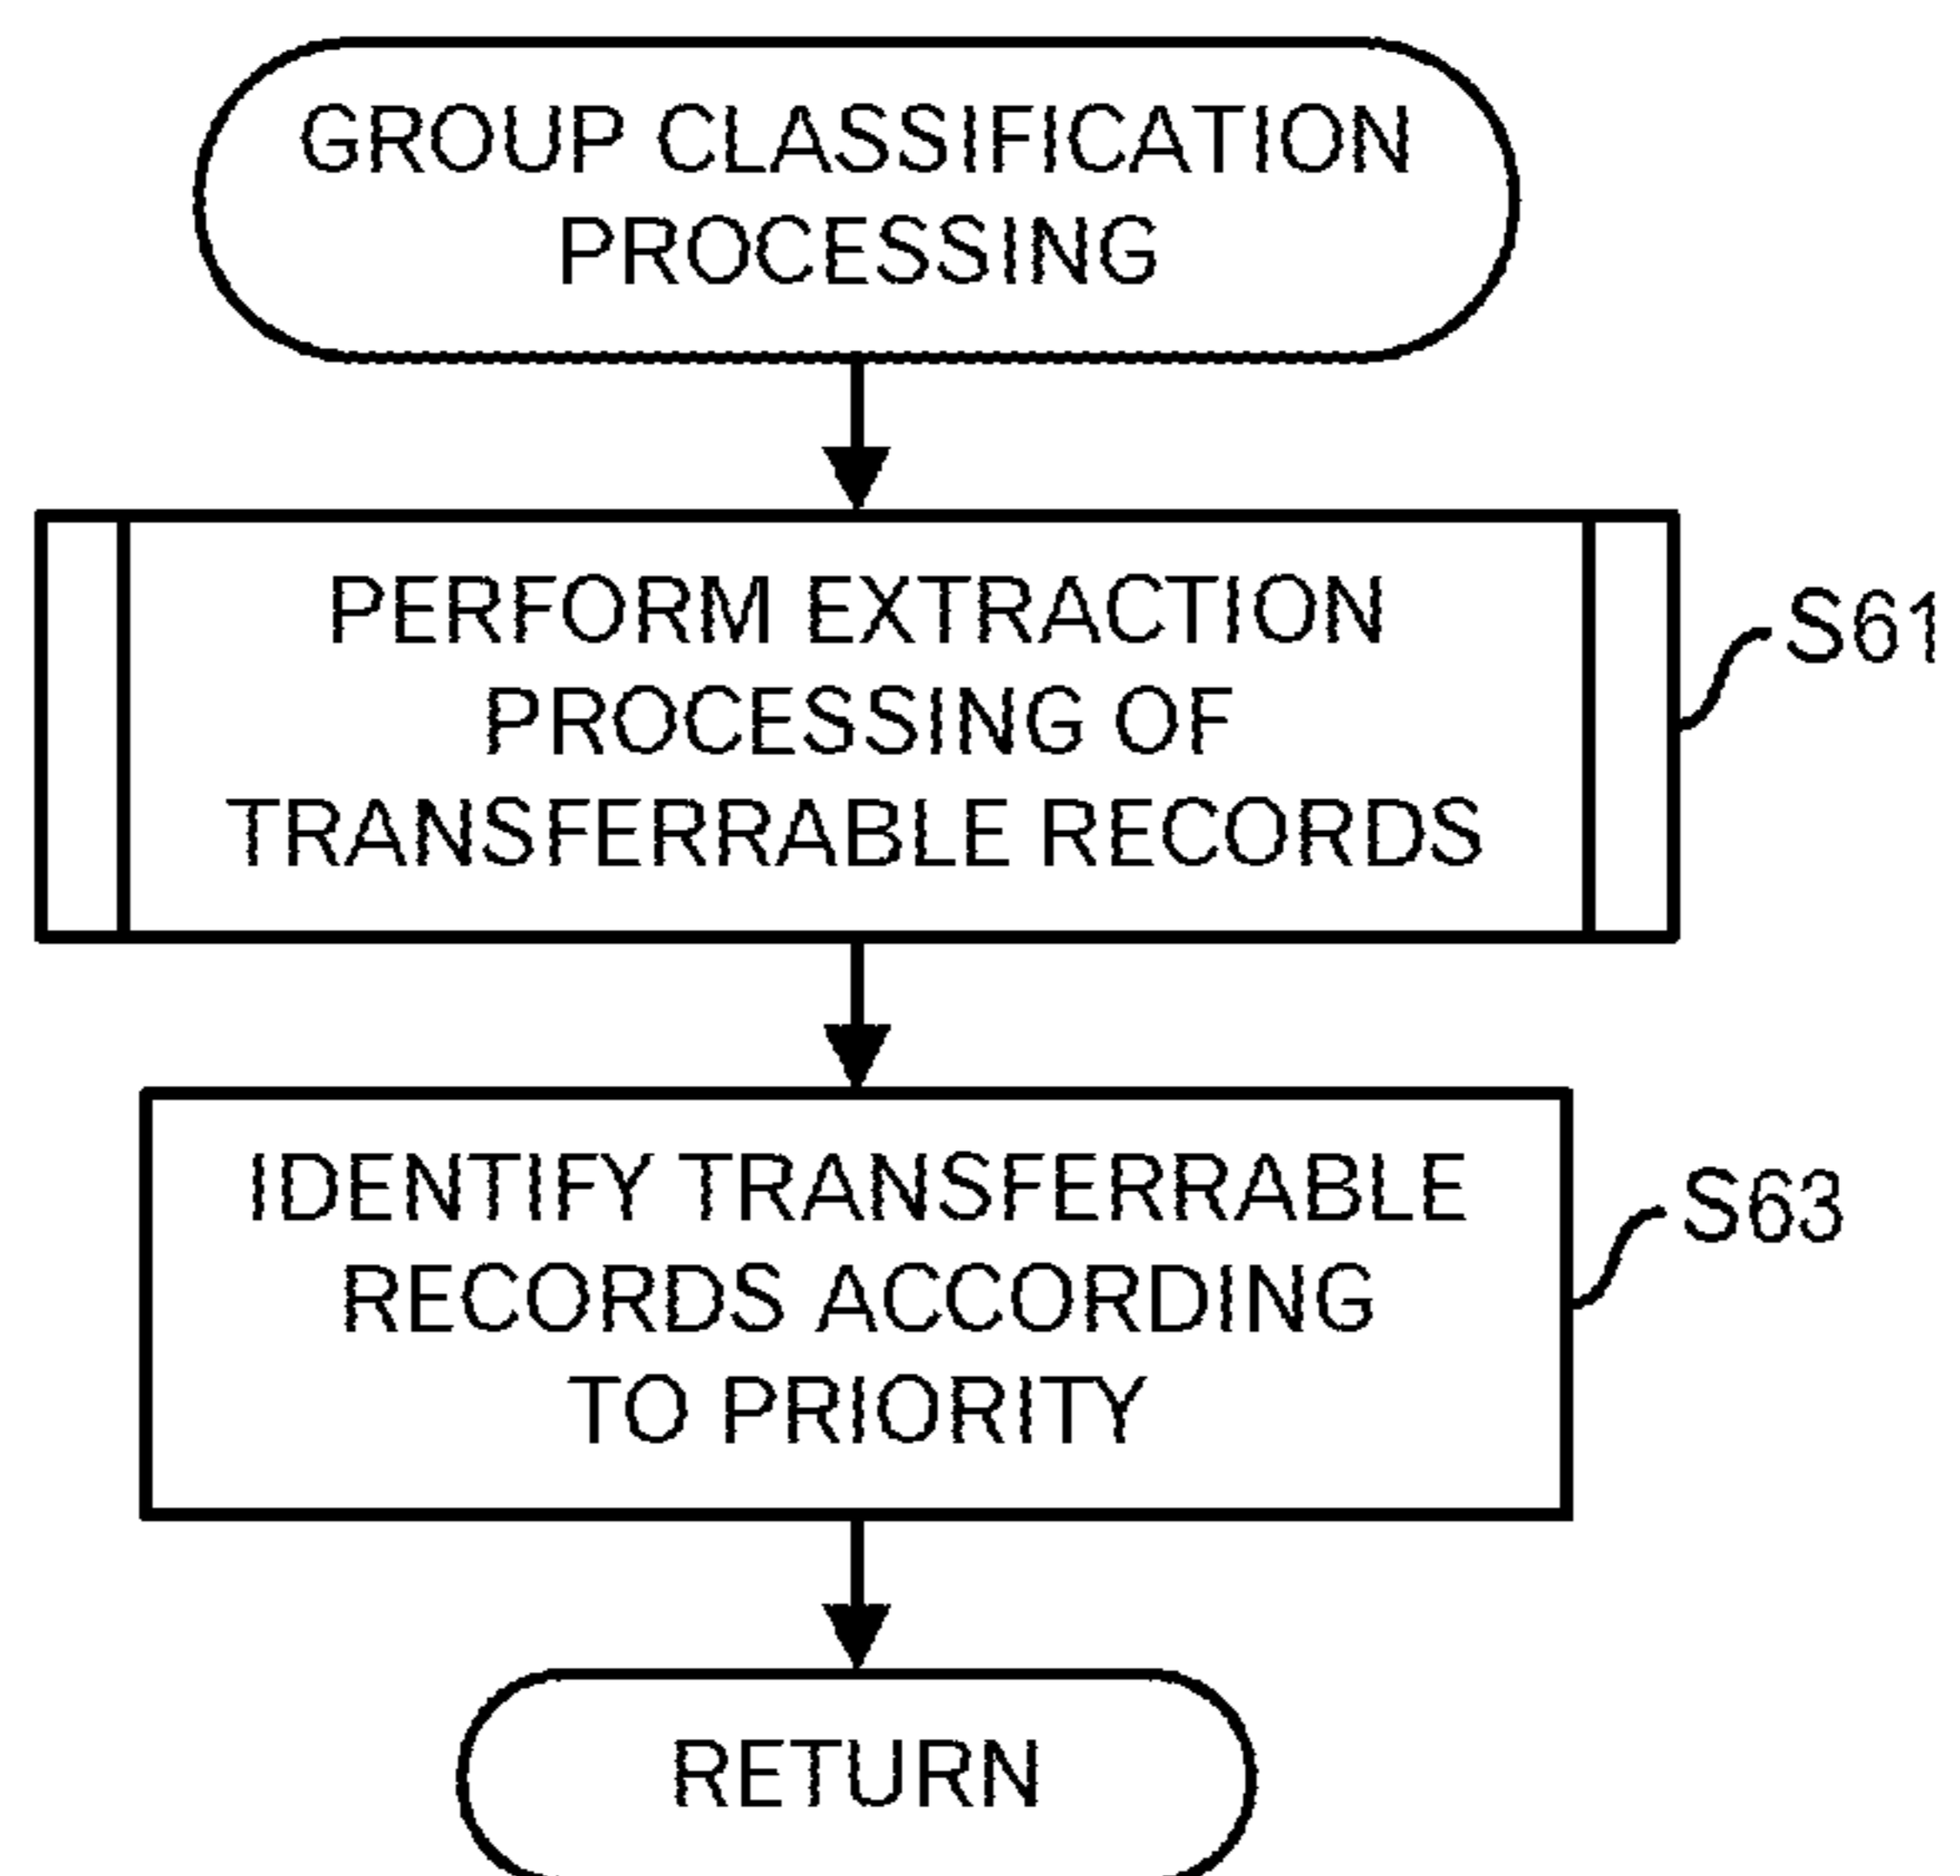 GROUP CLASSIFICATION
PROCESSING
PERFORM EXTRACTION
PROCESSING OF
TRANSFERRABLE RECORDS
S61
IDENTIFY TRANSFERRABLE
RECORDS ACCORDING
TO PRIORITY
S63
RETURN